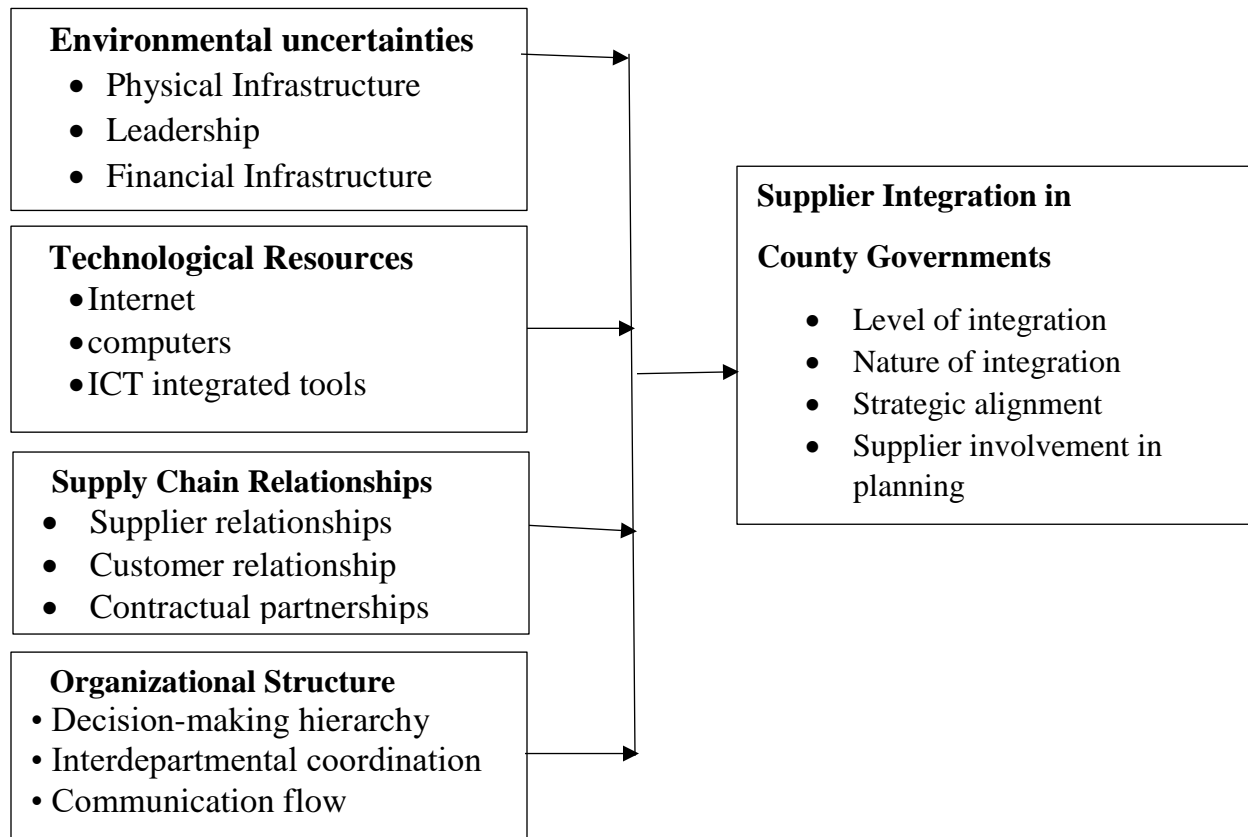 Environmental uncertainties
• Physical Infrastructure
• Leadership
• Financial Infrastructure
Technological Resources
• Internet
• computers
• ICT integrated tools
Supply Chain Relationships
• Supplier relationships
• Customer relationship
• Contractual partnerships
Organizational Structure
• Decision-making hierarchy
• Interdepartmental coordination
• Communication flow
Supplier Integration in
County Governments
• Level of integration
• Nature of integration
• Strategic alignment
• Supplier involvement in
planning